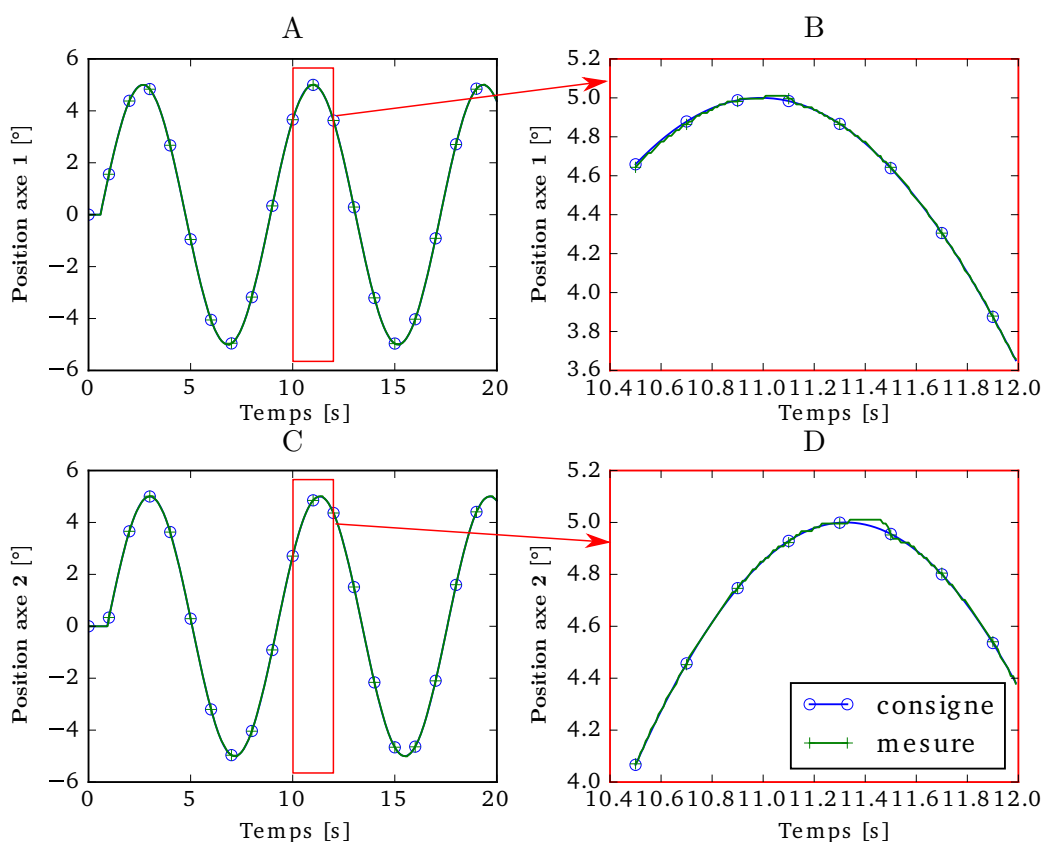 A
6
4
2
0
−2
−4
−6
0 5 10 15 20
Position axe 1 [°]
Temps [s]
B
5.2
5.0
4.8
4.6
4.4
4.2
4.0
3.8
3.6
10.4 10.6 10.8 11.0 11.2 11.4 11.6 11.8 12.0
Position axe 1 [°]
Temps [s]
C
6
4
2
0
−2
−4
−6
0 5 10 15 20
Position axe 2 [°]
Temps [s]
D
5.2
5.0
4.8
4.6
4.4
4.2
4.0
10.4 10.6 10.8 11.0 11.2 11.4 11.6 11.8 12.0
Position axe 2 [°]
Temps [s]
consigne
mesure